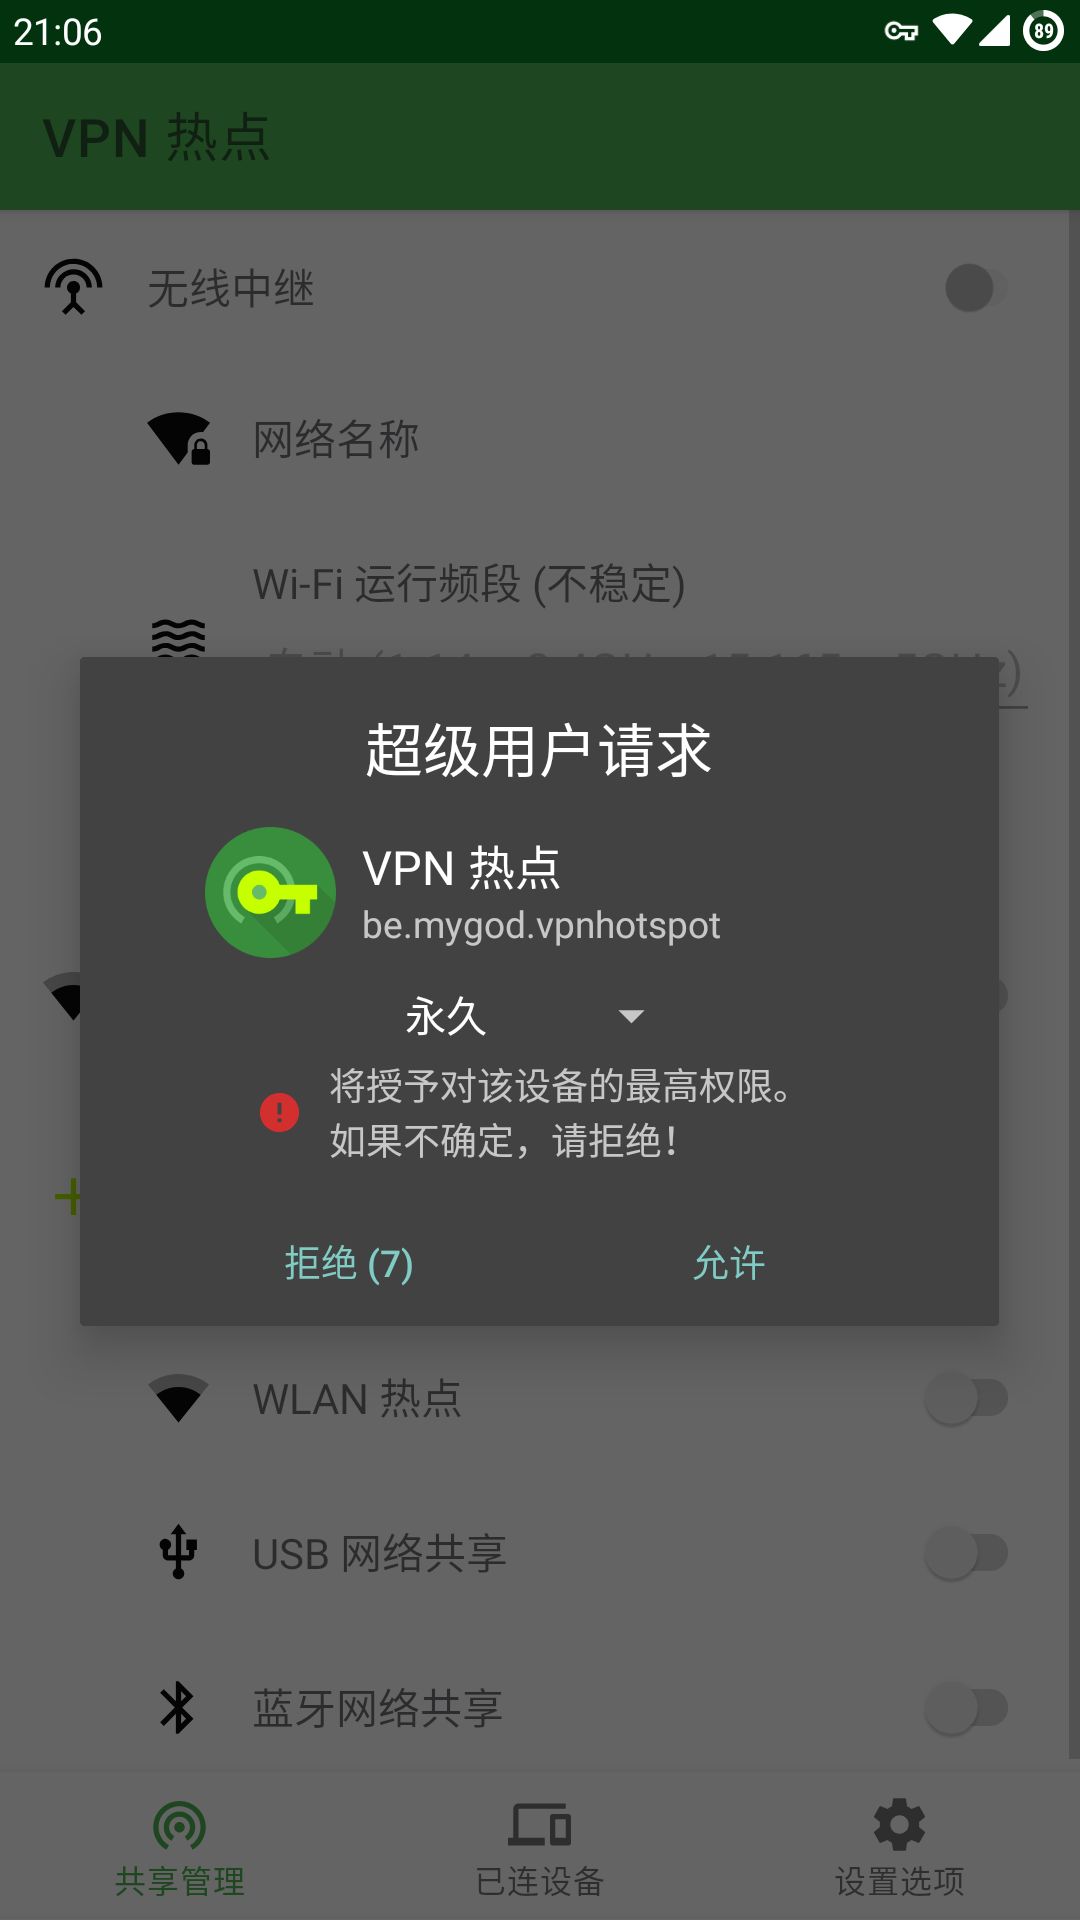 21:06
89
VPN 热点
无线中继
网络名称
Wi-Fi 运行频段 (不稳定)
超级用户请求
VPN 热点
be.mygod.vpnhotspot
永久
将授予对该设备的最高权限。
如果不确定，请拒绝！
拒绝 (7)
允许
WLAN 热点
USB 网络共享
蓝牙网络共享
共享管理
已连设备
设置选项